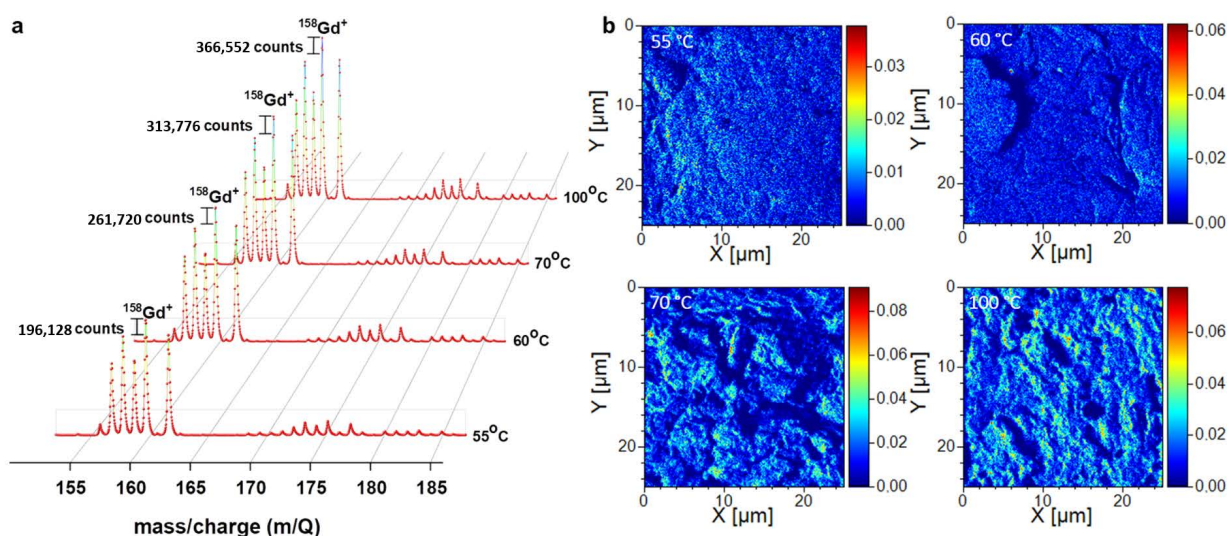 a
366,552 counts
¹⁵⁸Gd⁺
313,776 counts
¹⁵⁸Gd⁺
261,720 counts
¹⁵⁸Gd⁺
196,128 counts
¹⁵⁸Gd⁺
100°C
70°C
60°C
55°C
155 160 165 170 175 180 185
mass/charge (m/Q)
b
55 °C
0
10
20
Y [µm]
0 10 20
X [µm]
0.03
0.02
0.01
0.00
60 °C
0
10
20
Y [µm]
0 10 20
X [µm]
0.06
0.04
0.02
0.00
70 °C
0
10
20
Y [µm]
0 10 20
X [µm]
0.08
0.06
0.04
0.02
0.00
100 °C
0
10
20
Y [µm]
0 10 20
X [µm]
0.06
0.04
0.02
0.00